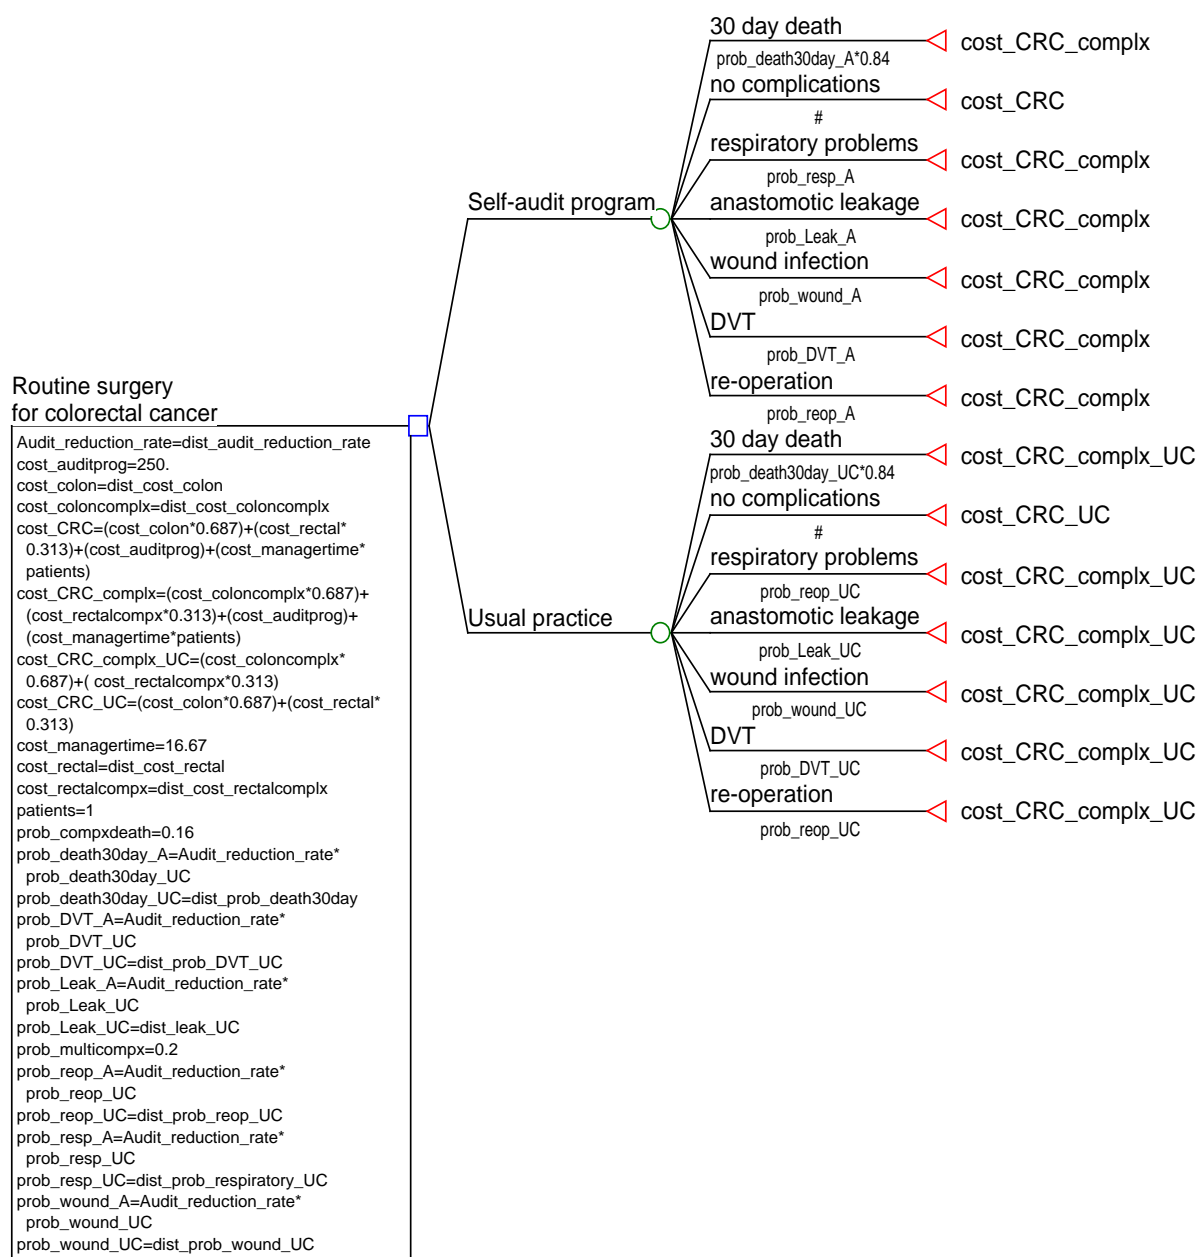 Routine surgery
for colorectal cancer
Audit_reduction_rate=dist_audit_reduction_rate
cost_auditprog=250.
cost_colon=dist_cost_colon
cost_coloncomplx=dist_cost_coloncomplx
cost_CRC=(cost_colon*0.687)+(cost_rectal*
0.313)+(cost_auditprog)+(cost_managertime*
patients)
cost_CRC_complx=(cost_coloncomplx*0.687)+
(cost_rectalcompx*0.313)+(cost_auditprog)+
(cost_managertime*patients)
cost_CRC_complx_UC=(cost_coloncomplx*
0.687)+( cost_rectalcompx*0.313)
cost_CRC_UC=(cost_colon*0.687)+(cost_rectal*
0.313)
cost_managertime=16.67
cost_rectal=dist_cost_rectal
cost_rectalcompx=dist_cost_rectalcomplx
patients=1
prob_compxdeath=0.16
prob_death30day_A=Audit_reduction_rate*
prob_death30day_UC
prob_death30day_UC=dist_prob_death30day
prob_DVT_A=Audit_reduction_rate*
prob_DVT_UC
prob_DVT_UC=dist_prob_DVT_UC
prob_Leak_A=Audit_reduction_rate*
prob_Leak_UC
prob_Leak_UC=dist_leak_UC
prob_multicompx=0.2
prob_reop_A=Audit_reduction_rate*
prob_reop_UC
prob_reop_UC=dist_prob_reop_UC
prob_resp_A=Audit_reduction_rate*
prob_resp_UC
prob_resp_UC=dist_prob_respiratory_UC
prob_wound_A=Audit_reduction_rate*
prob_wound_UC
prob_wound_UC=dist_prob_wound_UC
Self-audit program
30 day death
cost_CRC_complx
prob_death30day_A*0.84
no complications
cost_CRC
#
respiratory problems
cost_CRC_complx
prob_resp_A
anastomotic leakage
cost_CRC_complx
prob_Leak_A
wound infection
cost_CRC_complx
prob_wound_A
DVT
cost_CRC_complx
prob_DVT_A
re-operation
cost_CRC_complx
prob_reop_A
Usual practice
30 day death
cost_CRC_complx_UC
prob_death30day_UC*0.84
no complications
cost_CRC_UC
#
respiratory problems
cost_CRC_complx_UC
prob_reop_UC
anastomotic leakage
cost_CRC_complx_UC
prob_Leak_UC
wound infection
cost_CRC_complx_UC
prob_wound_UC
DVT
cost_CRC_complx_UC
prob_DVT_UC
re-operation
cost_CRC_complx_UC
prob_reop_UC